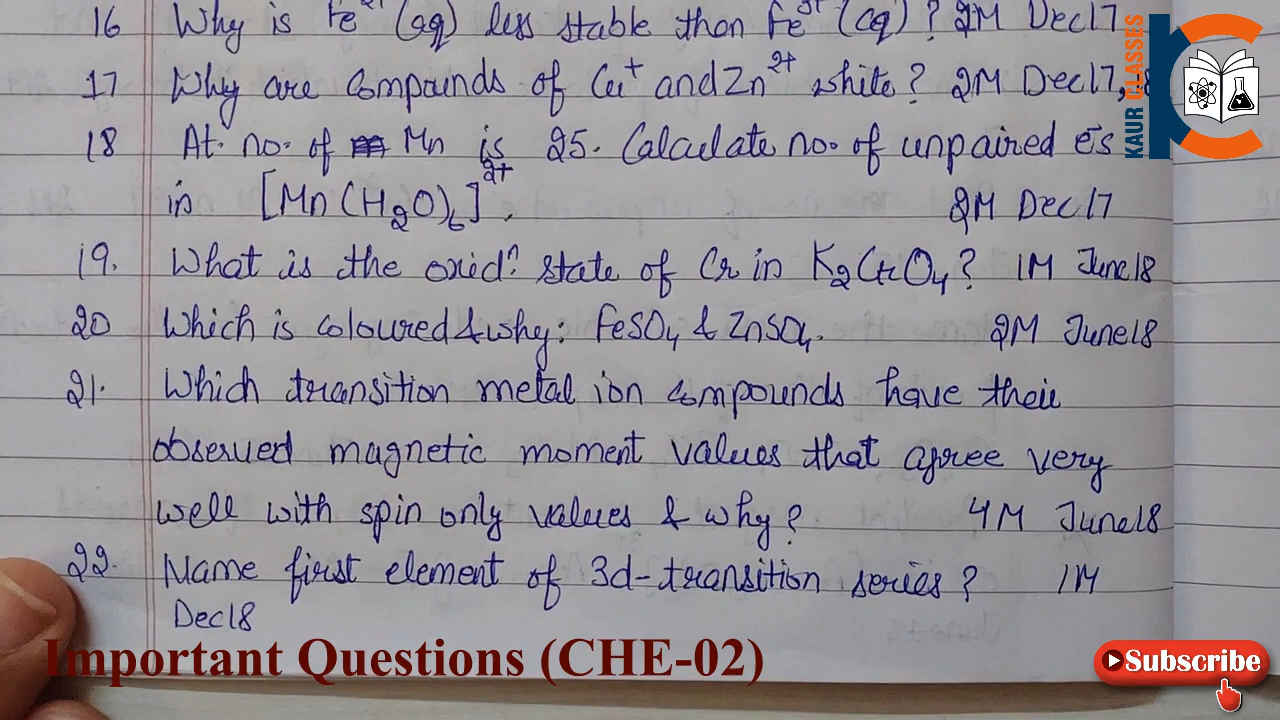 16 Why is Fe²⁺ (aq) less stable than Fe³⁺ (aq) ? 2M Dec17
17 Why are compounds of Cu⁺ and Zn²⁺ white? 2M Dec17, 18
18 At. no. of Mn is 25. Calculate no. of unpaired e⁻s
in [Mn(H₂O)₆]²⁺. 2M Dec17
19. What is the oxidⁿ. state of Cr in K₂CrO₄? 1M June18
20 Which is coloured & why: FeSO₄ & ZnSO₄. 2M June18
21. Which transition metal ion compounds have their
observed magnetic moment values that agree very
well with spin only values & why? 4M June18
22. Name first element of 3d-transition series? 1M
Dec18
KAUR CLASSES
Important Questions (CHE-02)
Subscribe